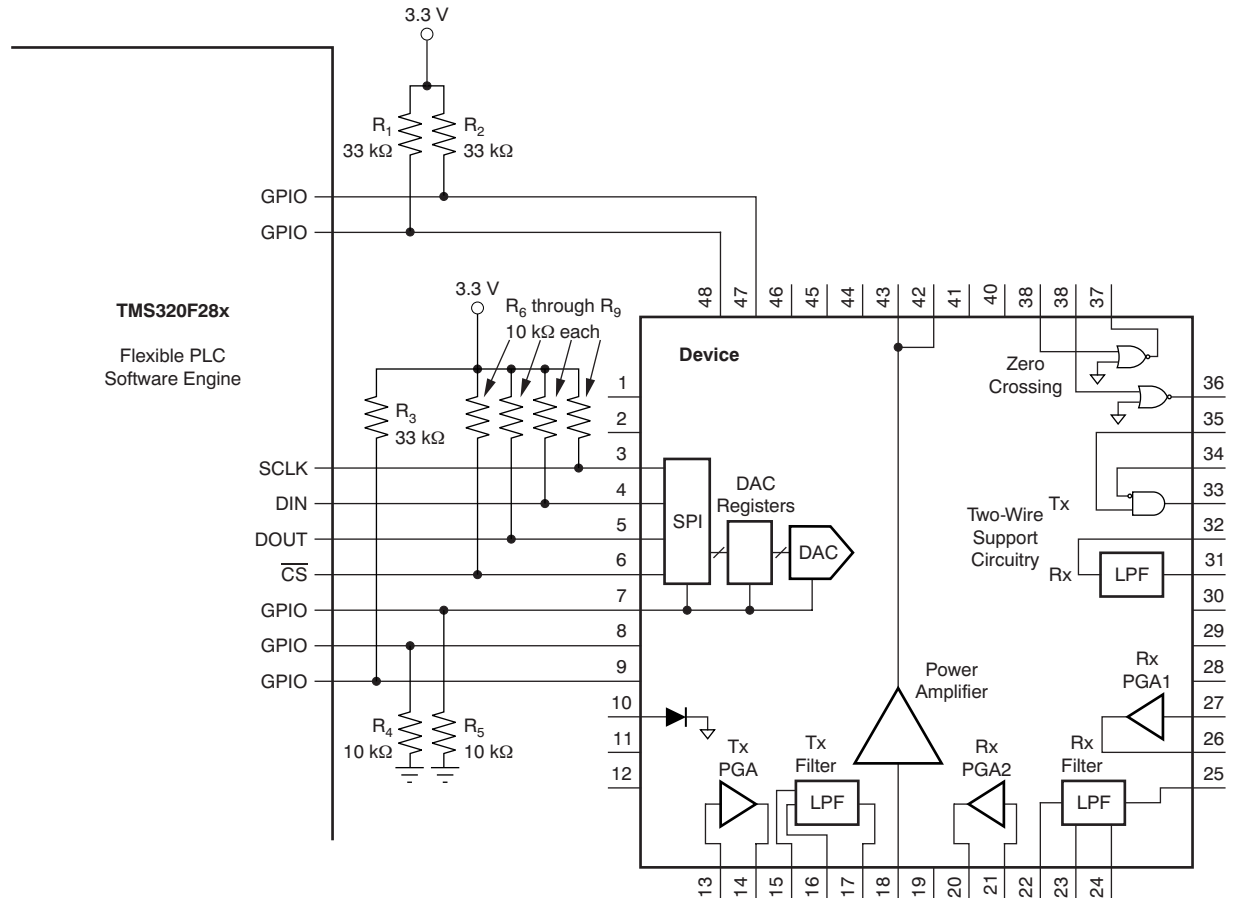 3.3 V
R1
33 kΩ
R2
33 kΩ
GPIO
GPIO
TMS320F28x
Flexible PLC
Software Engine
3.3 V
R6 through R9
10 kΩ each
R3
33 kΩ
SCLK
DIN
DOUT
CS
GPIO
GPIO
GPIO
R4
10 kΩ
R5
10 kΩ
48
47
46
45
44
43
42
41
40
38
38
37
Device
Zero
Crossing
1
2
3
4
5
6
7
8
9
10
11
12
SPI
DAC
Registers
DAC
36
35
34
33
32
31
30
29
28
27
26
25
Tx
Two-Wire
Support
Circuitry
Rx
LPF
Power
Amplifier
Rx
PGA1
Tx
PGA
Tx
Filter
LPF
Rx
PGA2
Rx
Filter
LPF
13
14
15
16
17
18
19
20
21
22
23
24